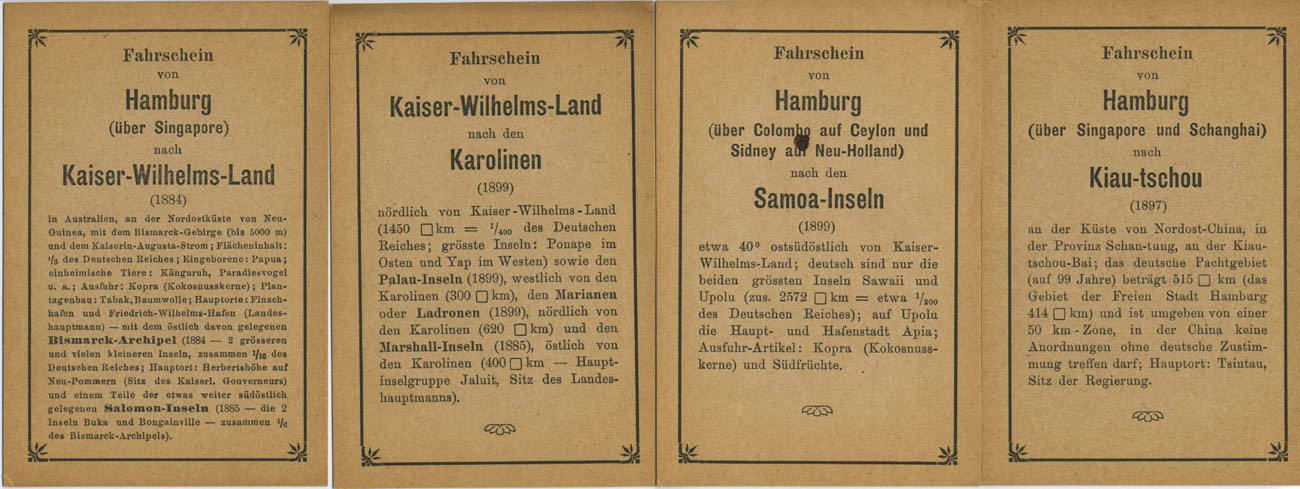 Fahrschein
von
Hamburg
(über Singapore)
nach
Kaiser-Wilhelms-Land
(1884)
in Australien, an der Nordostküste von Neu-
Guinea, mit dem Bismarck-Gebirge (bis 5000 m)
und dem Kaiserin-Augusta-Strom; Flächeninhalt:
1/3 des Deutschen Reiches; Eingeborene: Papua;
einheimische Tiere: Känguruh, Paradiesvogel
u. a.; Ausfuhr: Kopra (Kokosnusskerne); Plan-
tagenbau: Tabak, Baumwolle; Hauptorte: Finsch-
hafen und Friedrich-Wilhelms-Hafen (Landes-
hauptmann) — mit dem östlich davon gelegenen
Bismarck-Archipel (1884 — 2 grösseren
und vielen kleineren Inseln, zusammen 1/10 des
Deutschen Reiches; Hauptort: Herbertshöhe auf
Neu-Pommern (Sitz des Kaiserl. Gouverneurs)
und einem Teile der etwas weiter südöstlich
gelegenen Salomon-Inseln (1885 — die 2
Inseln Buka und Bongainville — zusammen 1/6
des Bismarck-Archipels).
Fahrschein
von
Kaiser-Wilhelms-Land
nach den
Karolinen
(1899)
nördlich von Kaiser-Wilhelms-Land
(1450 □km = 1/400 des Deutschen
Reiches; grösste Inseln: Ponape im
Osten und Yap im Westen) sowie den
Palau-Inseln (1899), westlich von den
Karolinen (300 □km), den Marianen
oder Ladronen (1899), nördlich von
den Karolinen (620 □km) und den
Marshall-Inseln (1885), östlich von
den Karolinen (400 □km — Haupt-
inselgruppe Jaluit, Sitz des Landes-
hauptmanns).
Fahrschein
von
Hamburg
(über Colombo auf Ceylon und
Sidney auf Neu-Holland)
nach den
Samoa-Inseln
(1899)
etwa 40° ostsüdöstlich von Kaiser-
Wilhelms-Land; deutsch sind nur die
beiden grössten Inseln Sawaii und
Upolu (zus. 2572 □km = etwa 1/200
des Deutschen Reiches); auf Upolu
die Haupt- und Hafenstadt Apia;
Ausfuhr-Artikel: Kopra (Kokosnuss-
kerne) und Südfrüchte.
Fahrschein
von
Hamburg
(über Singapore und Schanghai)
nach
Kiau-tschou
(1897)
an der Küste von Nordost-China, in
der Provinz Schan-tung, an der Kiau-
tschou-Bai; das deutsche Pachtgebiet
(auf 99 Jahre) beträgt 515 □ km (das
Gebiet der Freien Stadt Hamburg
414 □km) und ist umgeben von einer
50 km-Zone, in der China keine
Anordnungen ohne deutsche Zustim-
mung treffen darf; Hauptort: Tsintau,
Sitz der Regierung.